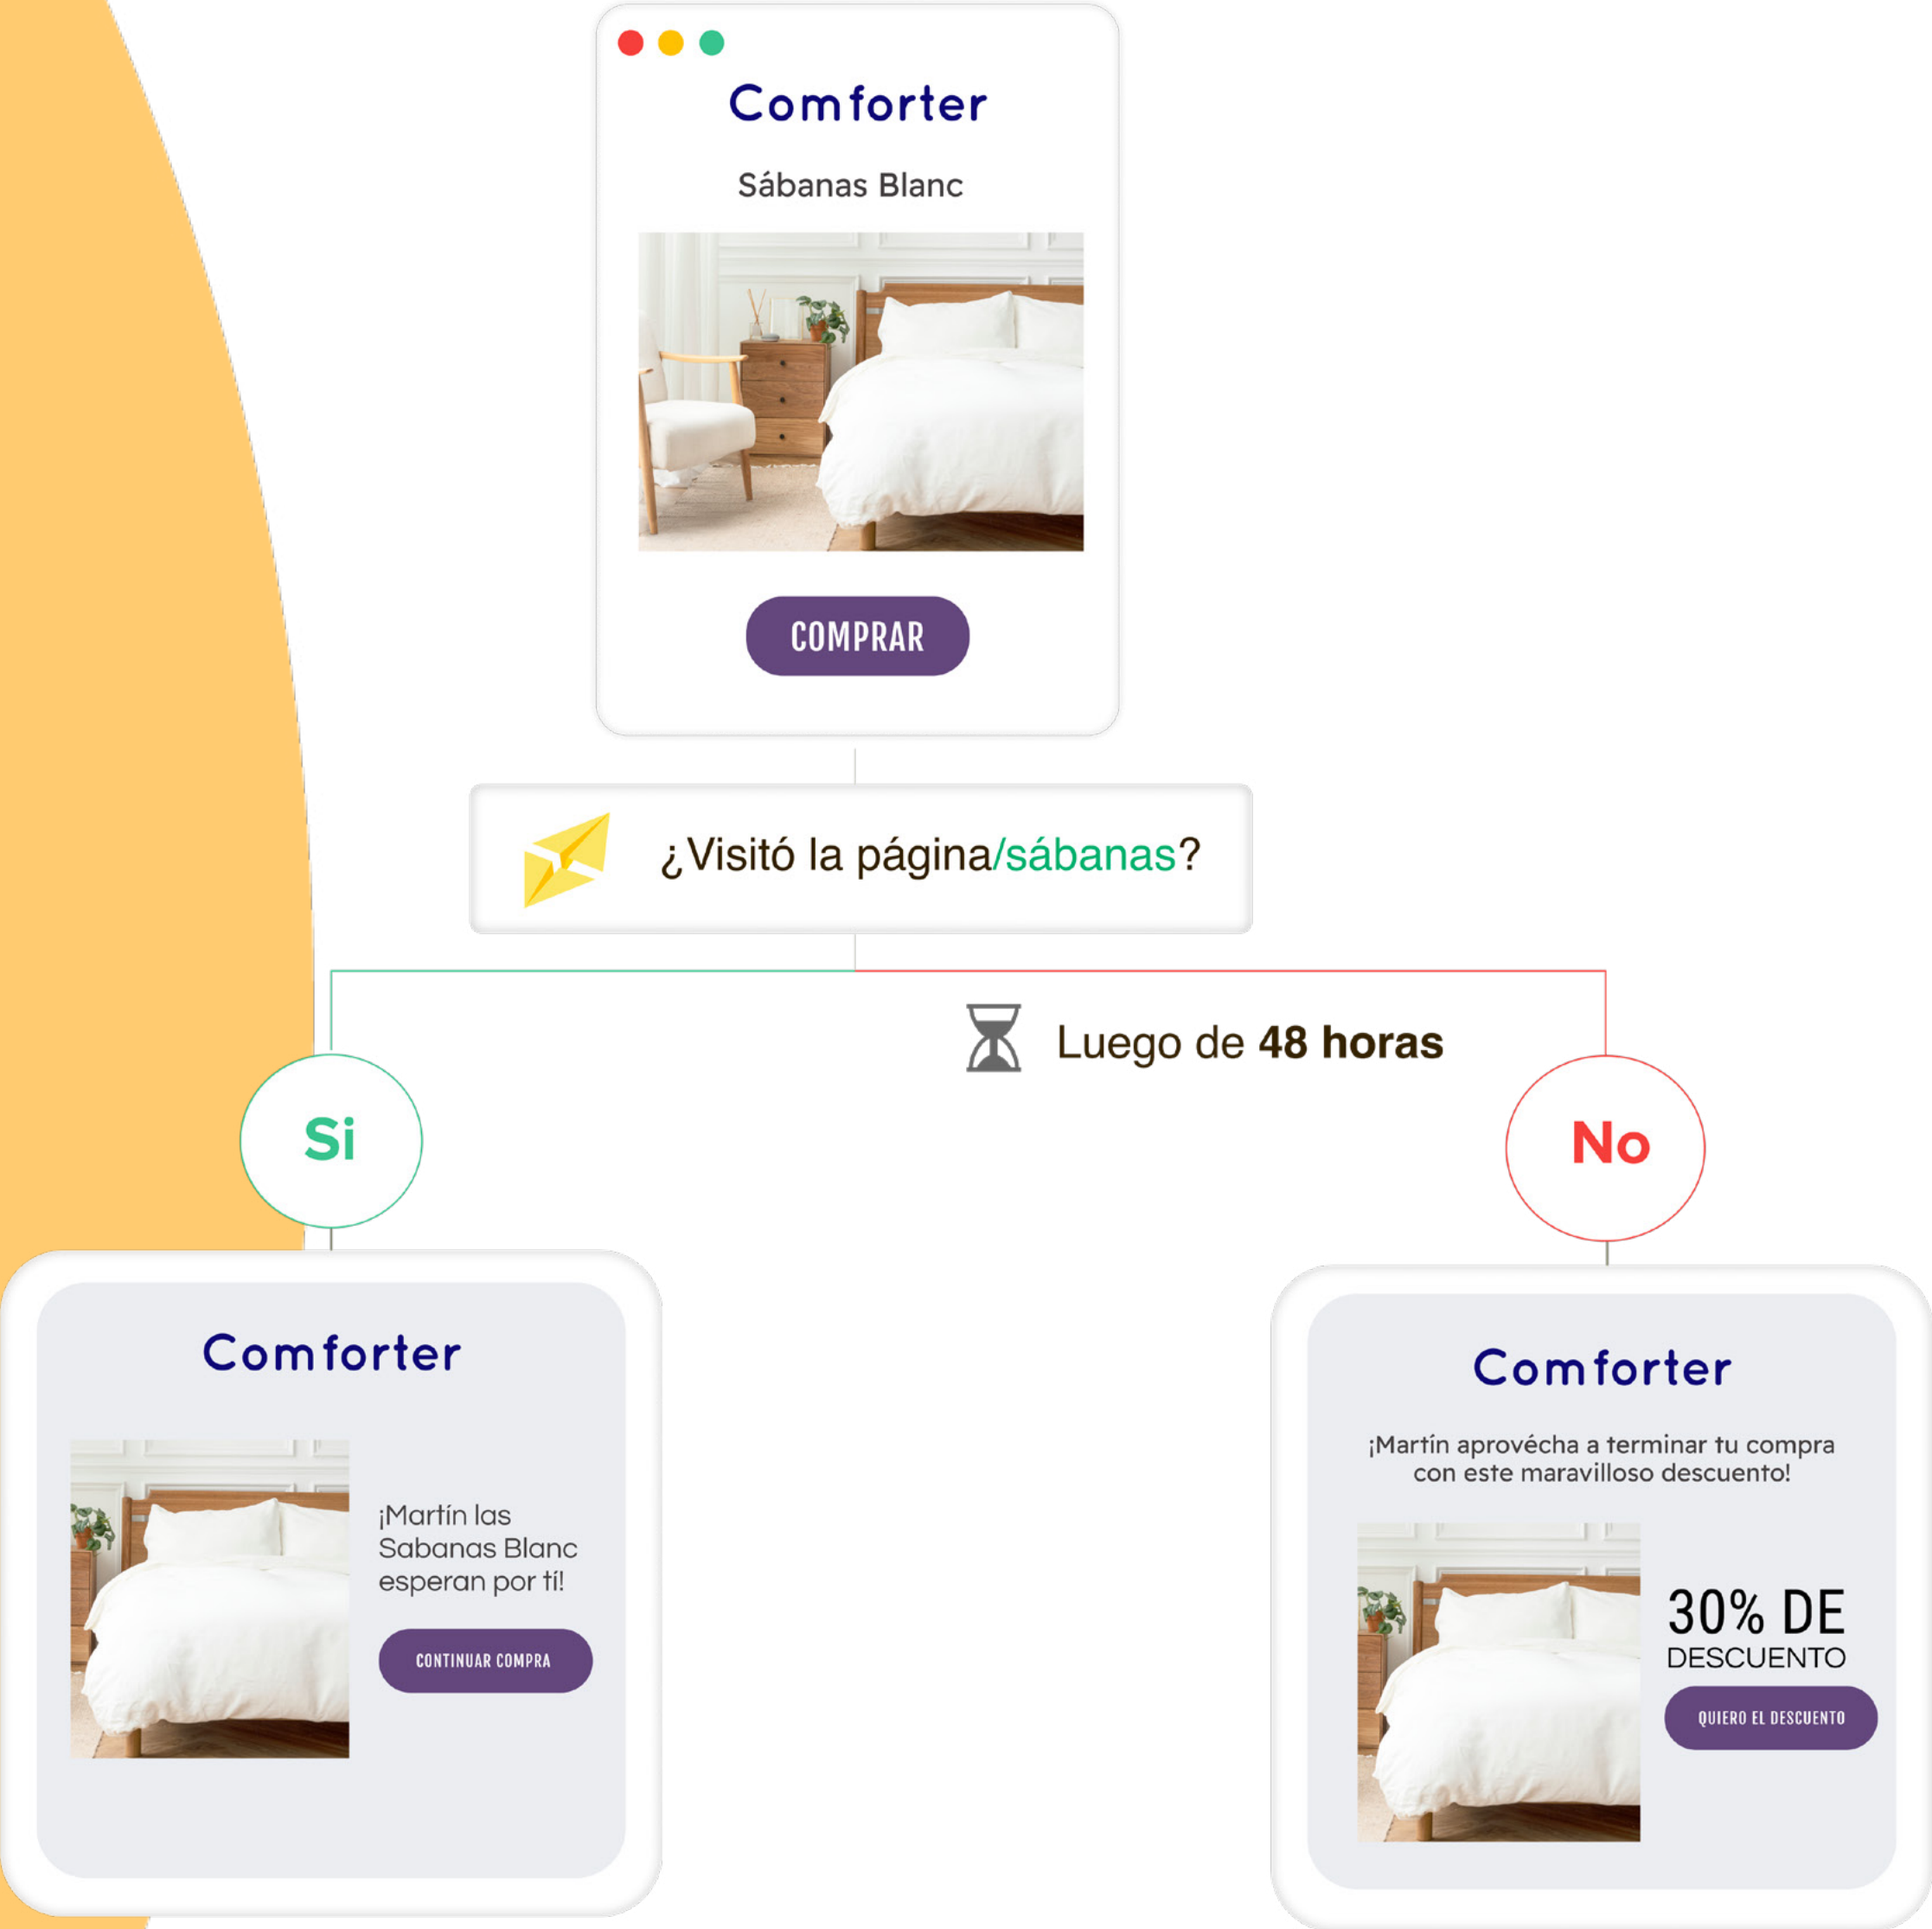 Comforter
Sábanas Blanc
COMPRAR
¿Visitó la página/sábanas?
Luego de 48 horas
Si
No
Comforter
¡Martín las
Sabanas Blanc
esperan por tí!
CONTINUAR COMPRA
Comforter
¡Martín aprovécha a terminar tu compra
con este maravilloso descuento!
30% DE
DESCUENTO
QUIERO EL DESCUENTO